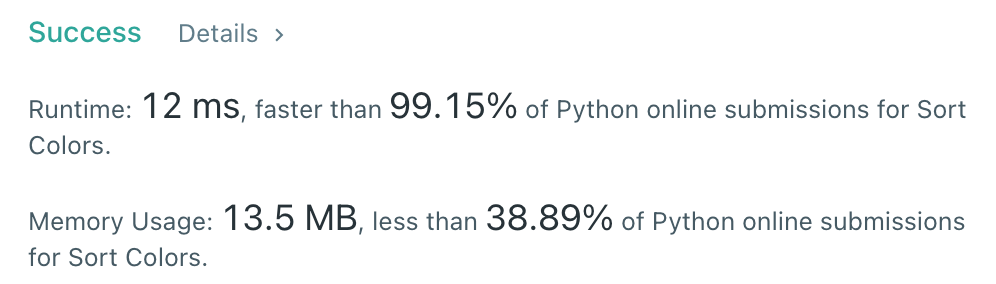 Success Details >
Runtime: 12 ms, faster than 99.15% of Python online submissions for Sort
Colors.
Memory Usage: 13.5 MB, less than 38.89% of Python online submissions
for Sort Colors.